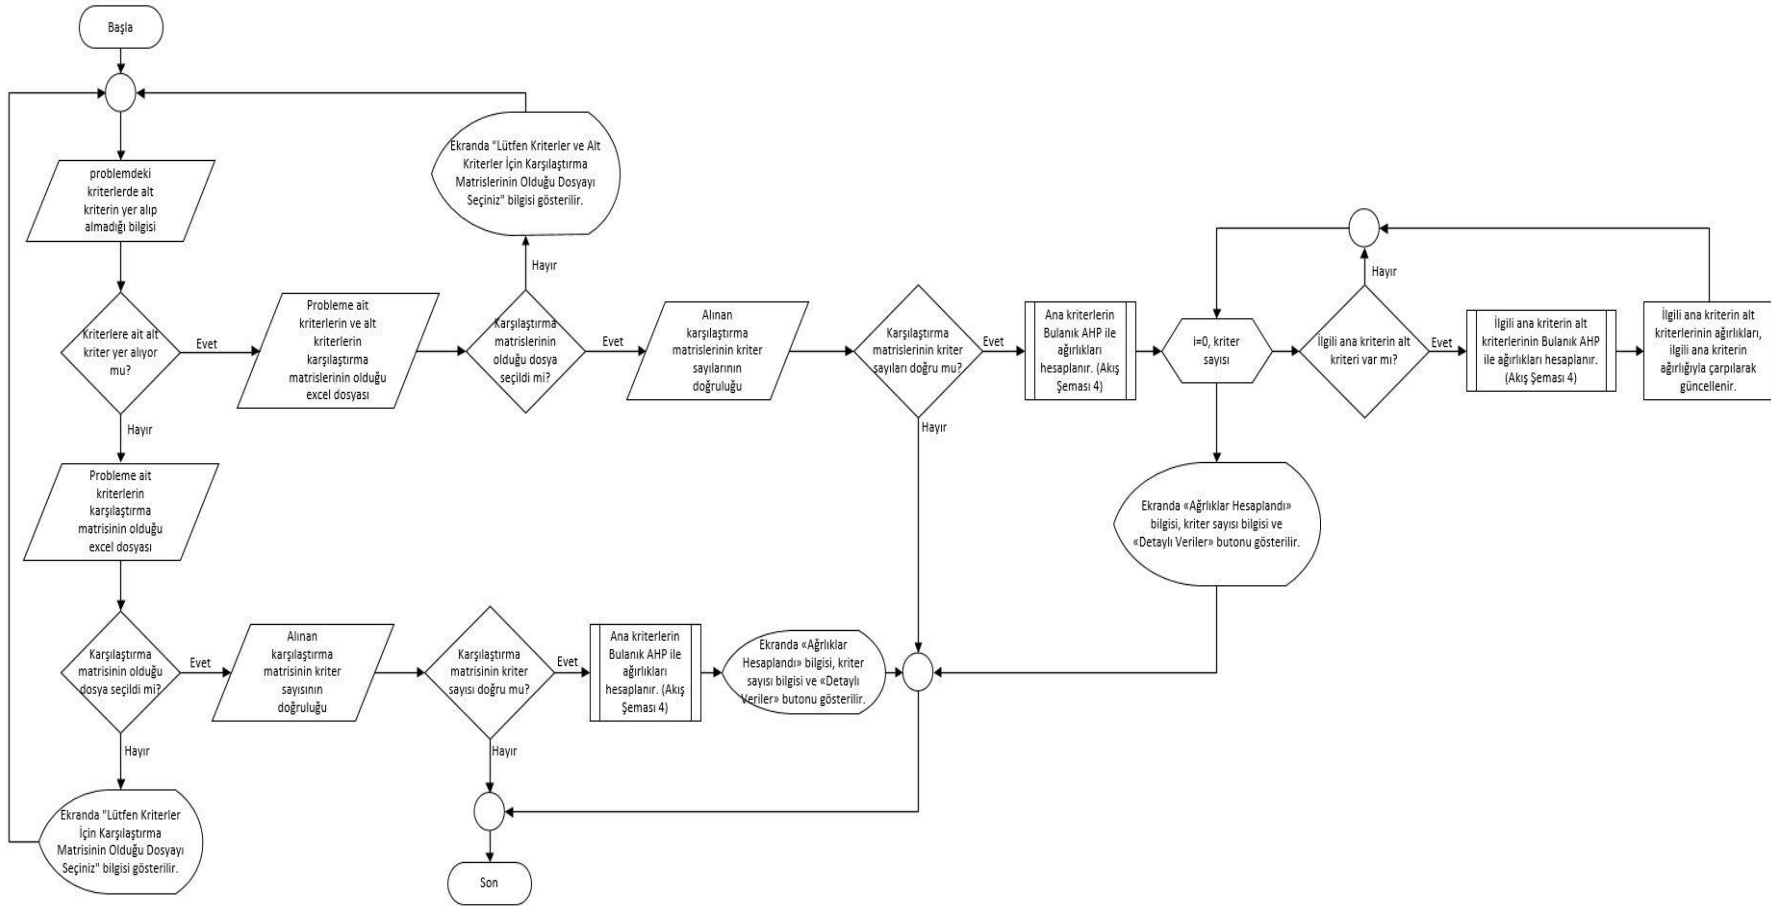 Başla
problemdeki
kriterlerde alt
kriterin yer alıp
almadığı bilgisi
Kriterlere ait alt
kriter yer alıyor
mu?
Evet
Hayır
Probleme ait
kriterlerin ve alt
kriterlerin
karşılaştırma
matrislerinin olduğu
excel dosyası
Karşılaştırma
matrislerinin
olduğu dosya
seçildi mi?
Hayır
Evet
Ekranda "Lütfen Kriterler ve Alt
Kriterler İçin Karşılaştırma
Matrislerinin Olduğu Dosyayı
Seçiniz" bilgisi gösterilir.
Alınan
karşılaştırma
matrislerinin kriter
sayılarının
doğruluğu
Karşılaştırma
matrislerinin kriter
sayıları doğru mu?
Evet
Hayır
Ana kriterlerin
Bulanık AHP ile
ağırlıkları
hesaplanır. (Akış
Şeması 4)
i=0, kriter
sayısı
İlgili ana kriterin alt
kriteri var mı?
Hayır
Evet
İlgili ana kriterin alt
kriterlerinin Bulanık AHP
ile ağırlıkları hesaplanır.
(Akış Şeması 4)
İlgili ana kriterin alt
kriterlerinin ağırlıkları,
ilgili ana kriterin
ağırlığıyla çarpılarak
güncellenir.
Ekranda «Ağrlıklar Hesaplandı»
bilgisi, kriter sayısı bilgisi ve
«Detaylı Veriler» butonu gösterilir.
Probleme ait
kriterlerin
karşılaştırma
matrisinin olduğu
excel dosyası
Karşılaştırma
matrisinin olduğu
dosya seçildi mi?
Evet
Hayır
Alınan
karşılaştırma
matrisinin kriter
sayısının
doğruluğu
Karşılaştırma
matrisinin kriter
sayısı doğru mu?
Evet
Hayır
Ana kriterlerin
Bulanık AHP ile
ağırlıkları
hesaplanır. (Akış
Şeması 4)
Ekranda «Ağrlıklar
Hesaplandı» bilgisi, kriter
sayısı bilgisi ve «Detaylı
Veriler» butonu gösterilir.
Ekranda "Lütfen Kriterler
İçin Karşılaştırma
Matrisinin Olduğu Dosyayı
Seçiniz" bilgisi gösterilir.
Son